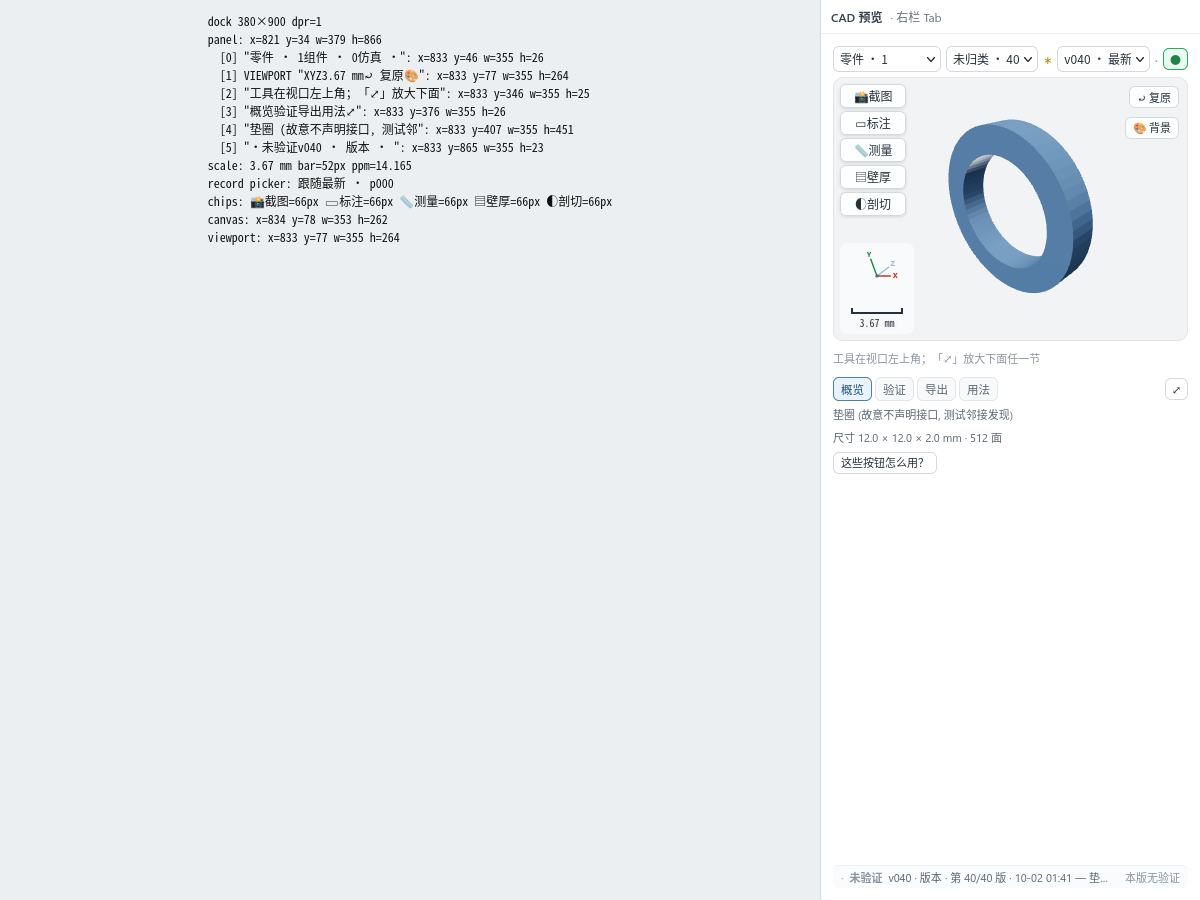 dock 380×900 dpr=1
panel: x=821 y=34 w=379 h=866
[0] "零件 · 1组件 · 0仿真 ·": x=833 y=46 w=355 h=26
[1] VIEWPORT "XYZ3.67 mm⤾ 复原🎨": x=833 y=77 w=355 h=264
[2] "工具在视口左上角；「⤢」放大下面": x=833 y=346 w=355 h=25
[3] "概览验证导出用法⤢": x=833 y=376 w=355 h=26
[4] "垫圈 (故意不声明接口, 测试邻": x=833 y=407 w=355 h=451
[5] "·未验证v040 · 版本 · ": x=833 y=865 w=355 h=23
scale: 3.67 mm bar=52px ppm=14.165
record picker: 跟随最新 · p000
chips: 📸截图=66px ▭标注=66px 📏测量=66px ▤壁厚=66px ◐剖切=66px
canvas: x=834 y=78 w=353 h=262
viewport: x=833 y=77 w=355 h=264
CAD 预览 · 右栏 Tab
零件 · 1 未归类 · 40 * v040 · 最新 · ●
📸截图
⤾ 复原
▭标注
🎨 背景
📏测量
▤壁厚
◐剖切
Y
Z
X
3.67 mm
工具在视口左上角；「⤢」放大下面任一节
概览 验证 导出 用法 ⤢
垫圈 (故意不声明接口, 测试邻接发现)
尺寸 12.0 × 12.0 × 2.0 mm · 512 面
这些按钮怎么用?
· 未验证 v040 · 版本 · 第 40/40 版 · 10-02 01:41 — 垫… 本版无验证